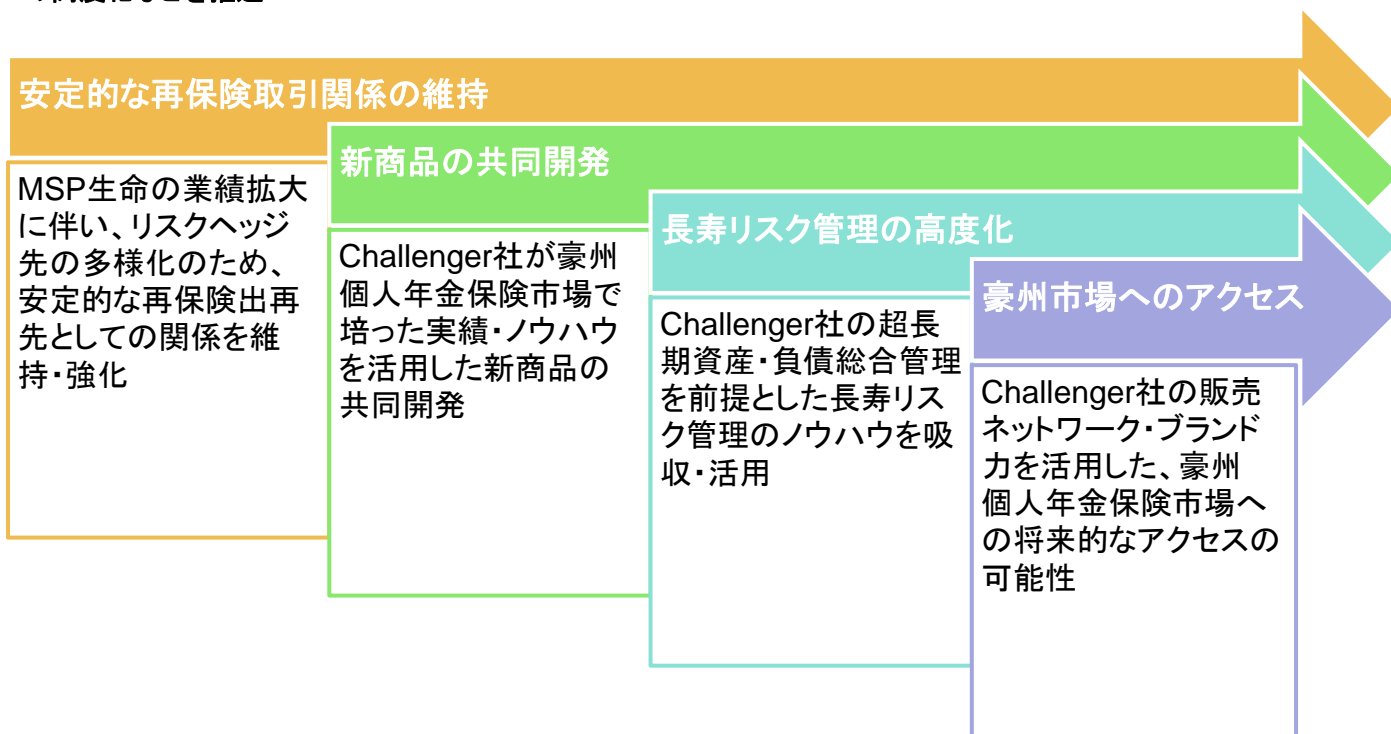 安定的な再保険取引関係の維持
MSP生命の業績拡大
に伴い、リスクヘッジ
先の多様化のため、
安定的な再保険出再
先としての関係を維
持・強化
新商品の共同開発
Challenger社が豪州
個人年金保険市場で
培った実績・ノウハウ
を活用した新商品の
共同開発
長寿リスク管理の高度化
Challenger社の超長
期資産・負債総合管理
を前提とした長寿リス
ク管理のノウハウを吸
収・活用
豪州市場へのアクセス
Challenger社の販売
ネットワーク・ブランド
力を活用した、豪州
個人年金保険市場へ
の将来的なアクセスの
可能性